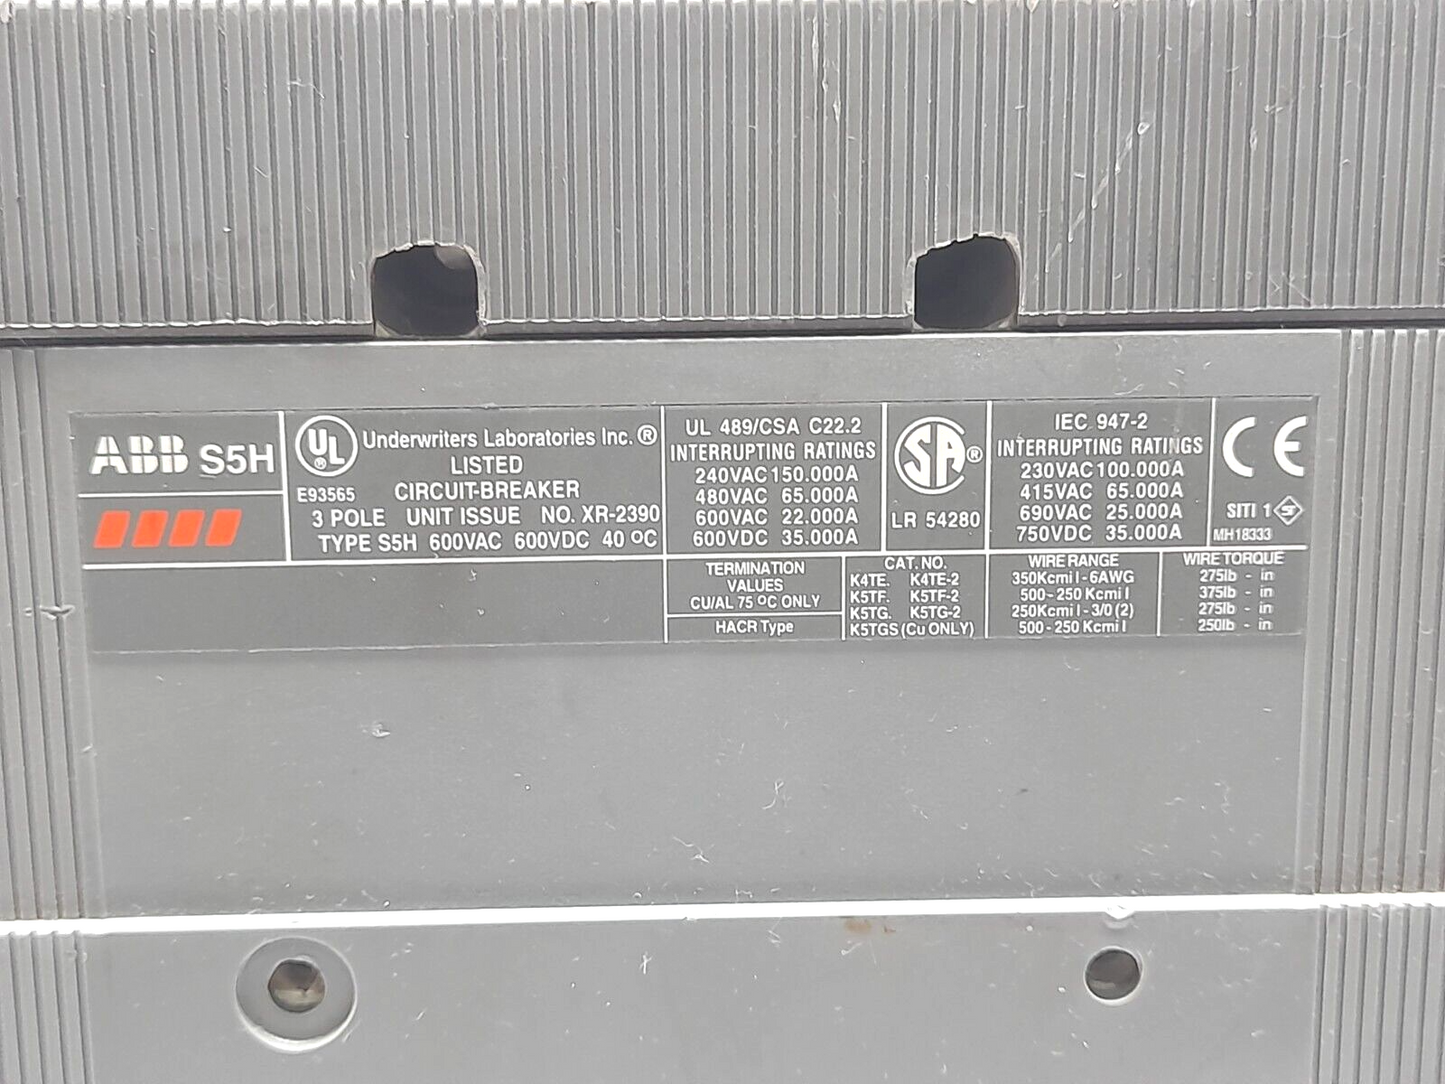 ABB S5H
UL ®
Underwriters Laboratories Inc.®
LISTED
E93565 CIRCUIT-BREAKER
3 POLE UNIT ISSUE NO. XR-2390
TYPE S5H 600VAC 600VDC 40 °C
UL 489/CSA C22.2
INTERRUPTING RATINGS
240VAC 150.000A
480VAC 65.000A
600VAC 22.000A
600VDC 35.000A
SA ®
LR 54280
IEC 947-2
INTERRUPTING RATINGS
230VAC 100.000A
415VAC 65.000A
690VAC 25.000A
750VDC 35.000A
CE
SITI 1
MH18333
TERMINATION
VALUES
CU/AL 75 °C ONLY
HACR Type
CAT. NO.
K4TE. K4TE-2
K5TF. K5TF-2
K5TG. K5TG-2
K5TGS (Cu ONLY)
WIRE RANGE
350Kcmil-6AWG
500-250 Kcmil
250Kcmil-3/0 (2)
500-250 Kcmil
WIRE TORQUE
275lb - in
375lb - in
275lb - in
250lb - in